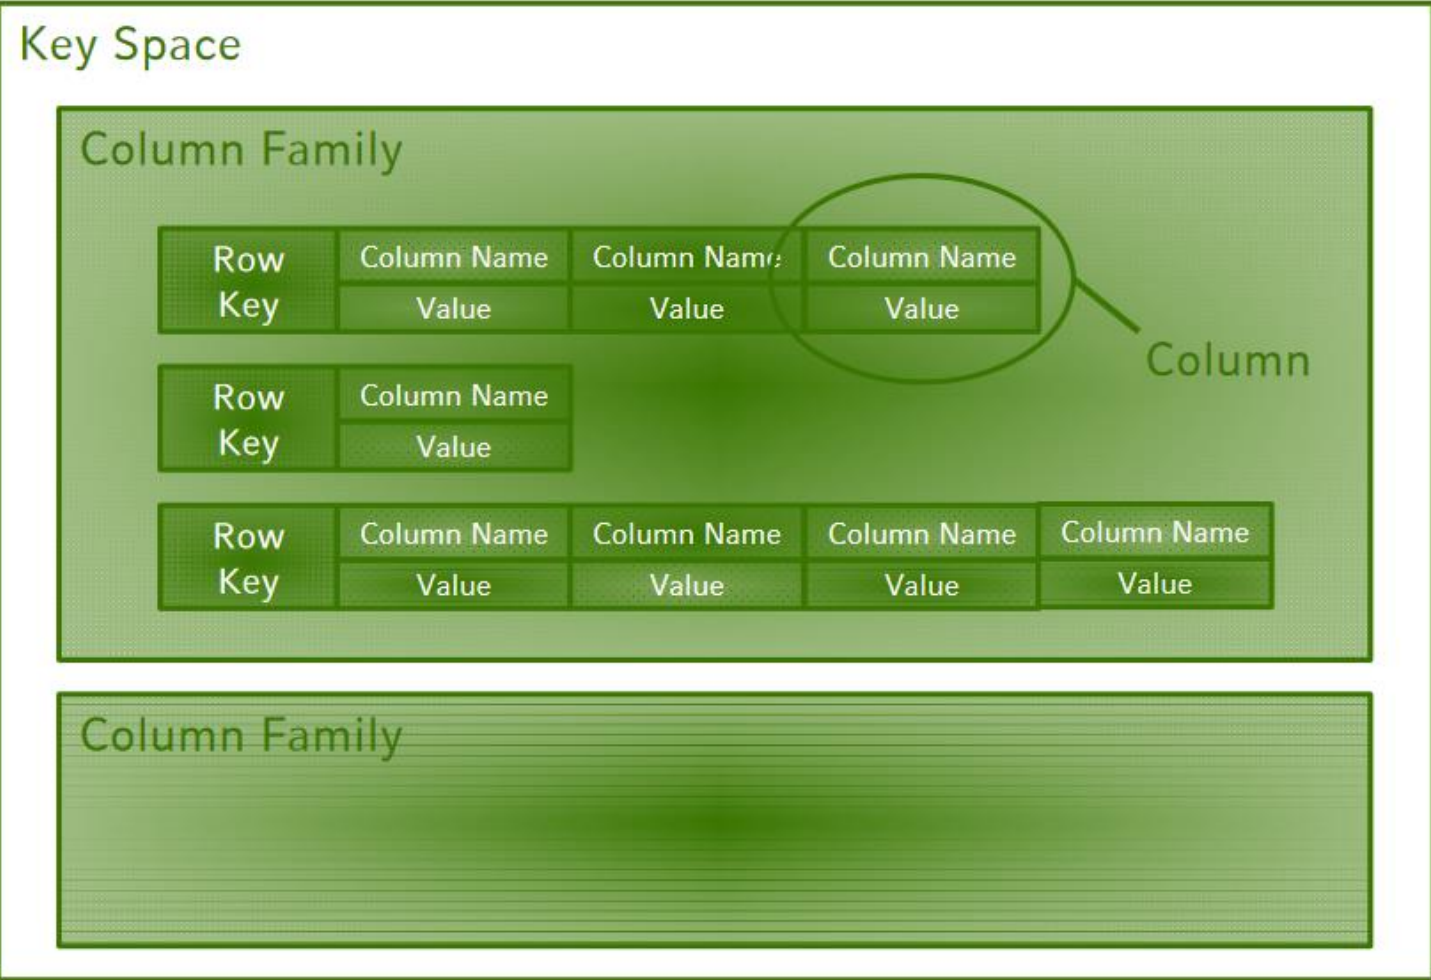 Key Space
Column Family
Row Key
Column Name Column Name Column Name
Value Value Value
Column
Row Key
Column Name
Value
Row Key
Column Name Column Name Column Name Column Name
Value Value Value Value
Column Family